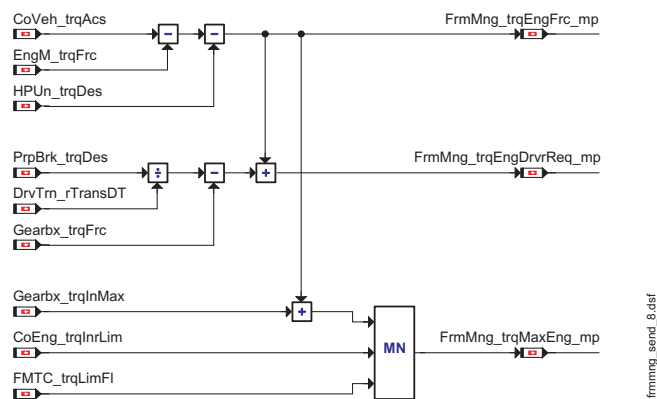 CoVeh_trqAcs
FrmMng_trqEngFrc_mp
EngM_trqFrc
HPUn_trqDes
PrpBrk_trqDes
FrmMng_trqEngDrvrReq_mp
DrvTrn_rTransDT
Gearbx_trqFrc
Gearbx_trqInMax
CoEng_trqInrLim
MN
FrmMng_trqMaxEng_mp
FMTC_trqLimFl
frmmng_send_8.dsf